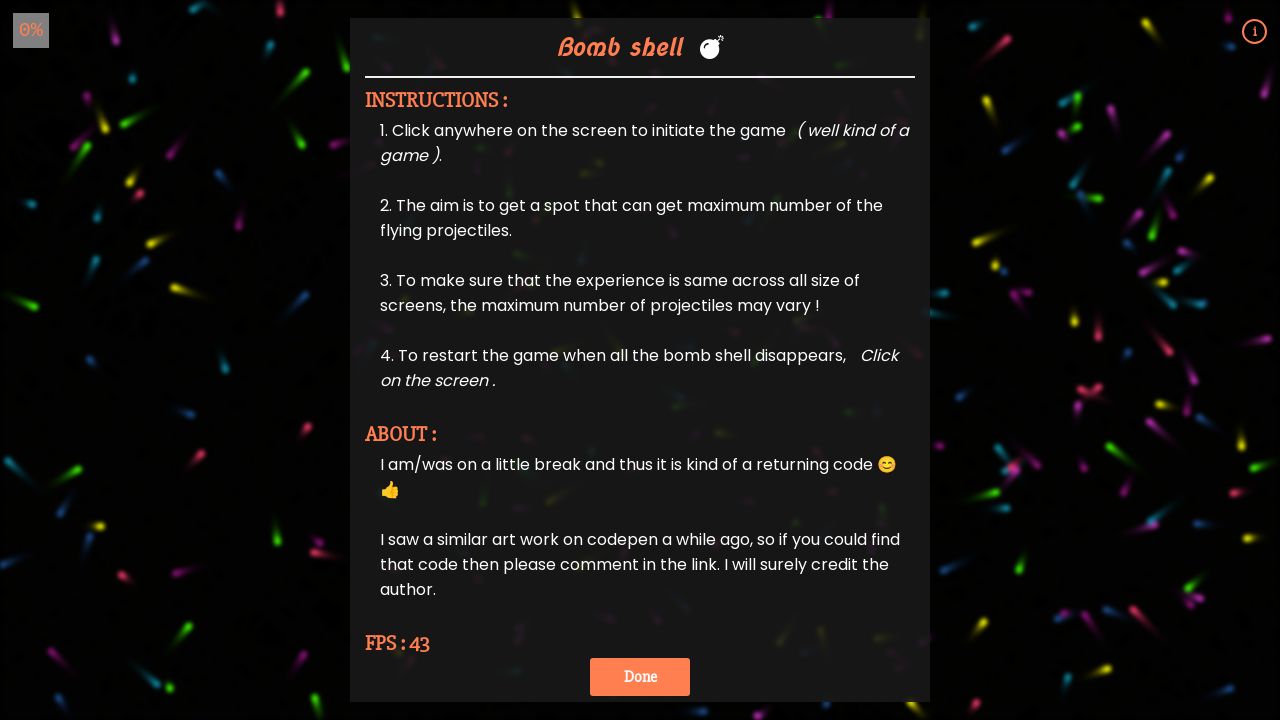 0%
i
Bomb shell 💣
INSTRUCTIONS :
1. Click anywhere on the screen to initiate the game ( well kind of a
game ).
2. The aim is to get a spot that can get maximum number of the
flying projectiles.
3. To make sure that the experience is same across all size of
screens, the maximum number of projectiles may vary !
4. To restart the game when all the bomb shell disappears, Click
on the screen .
ABOUT :
I am/was on a little break and thus it is kind of a returning code 😊
👍
I saw a similar art work on codepen a while ago, so if you could find
that code then please comment in the link. I will surely credit the
author.
FPS : 43
Done